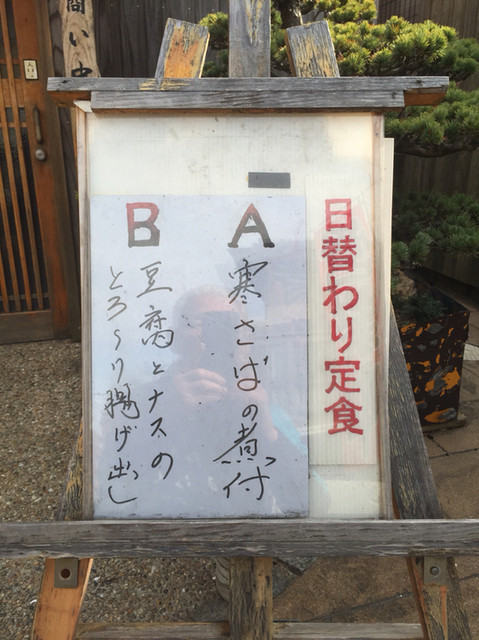 日替わり定食
A
寒さばの煮付
B
豆腐とナスの
とろ～り揚げ出し